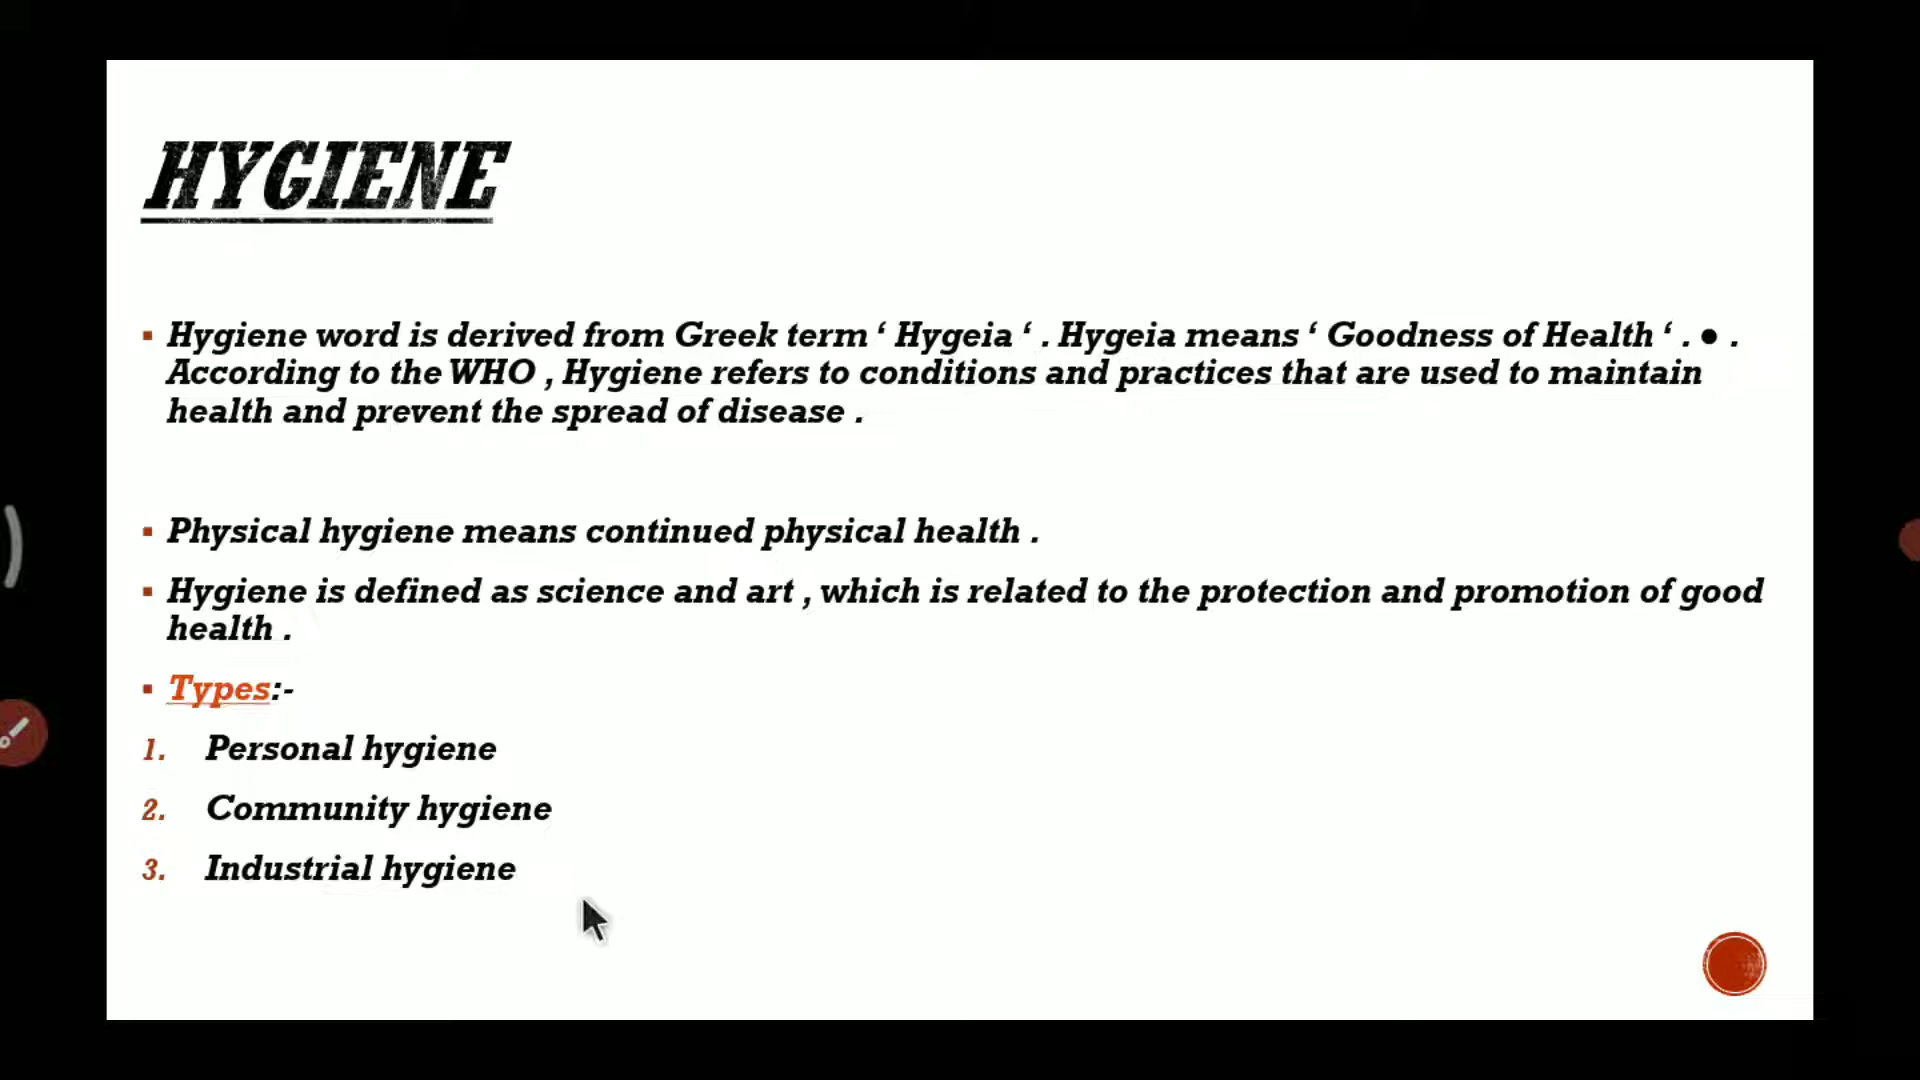 HYGIENE
▪ Hygiene word is derived from Greek term ‘ Hygeia ‘ . Hygeia means ‘ Goodness of Health ‘ . ● .
According to the WHO , Hygiene refers to conditions and practices that are used to maintain
health and prevent the spread of disease .
▪ Physical hygiene means continued physical health .
▪ Hygiene is defined as science and art , which is related to the protection and promotion of good
health .
▪ Types:-
1. Personal hygiene
2. Community hygiene
3. Industrial hygiene